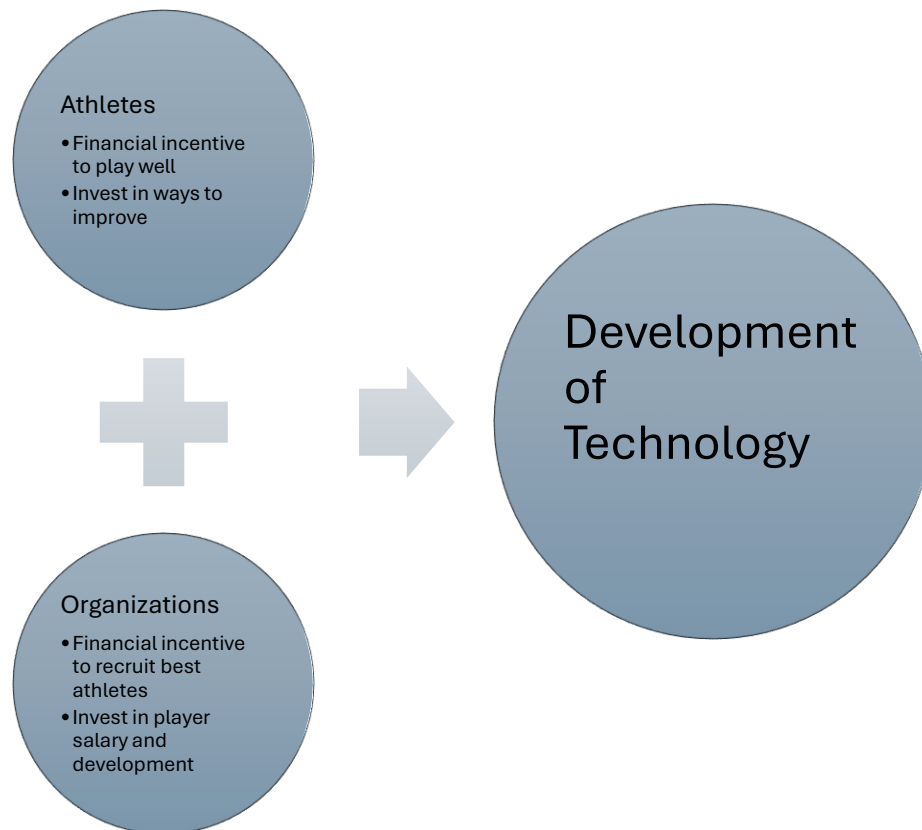 Athletes
•Financial incentive
to play well
•Invest in ways to
improve
Development
of
Technology
Organizations
•Financial incentive
to recruit best
athletes
•Invest in player
salary and
development